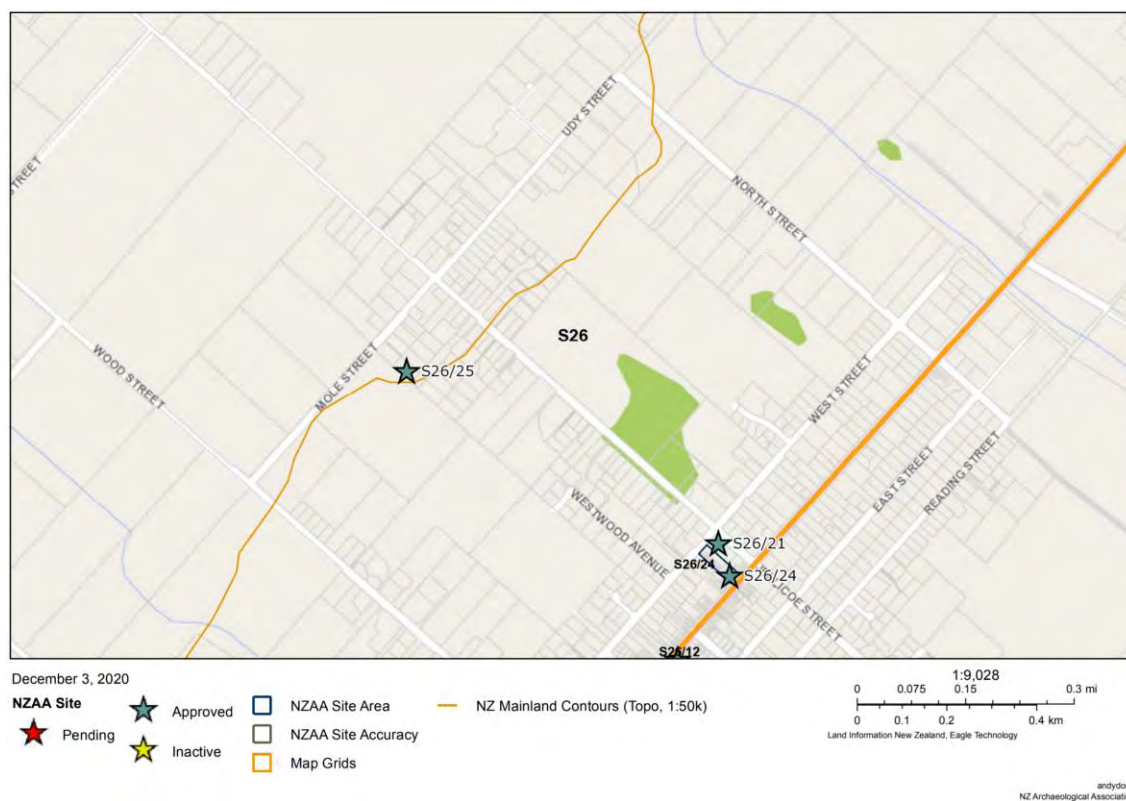 UDY STREET
STREET
NORTH STREET
S26
WOOD STREET
MOLE STREET
S26/25
WEST STREET
EAST STREET
READING STREET
WESTWOOD AVENUE
S26/21
S26/24
S26/24
STREET
S26/12
December 3, 2020
NZAA Site
Pending
Approved
Inactive
NZAA Site Area
NZAA Site Accuracy
Map Grids
NZ Mainland Contours (Topo, 1:50k)
1:9,028
0 0.075 0.15 0.3 mi
0 0.1 0.2 0.4 km
Land Information New Zealand, Eagle Technology
andydo
NZ Archaeological Associati